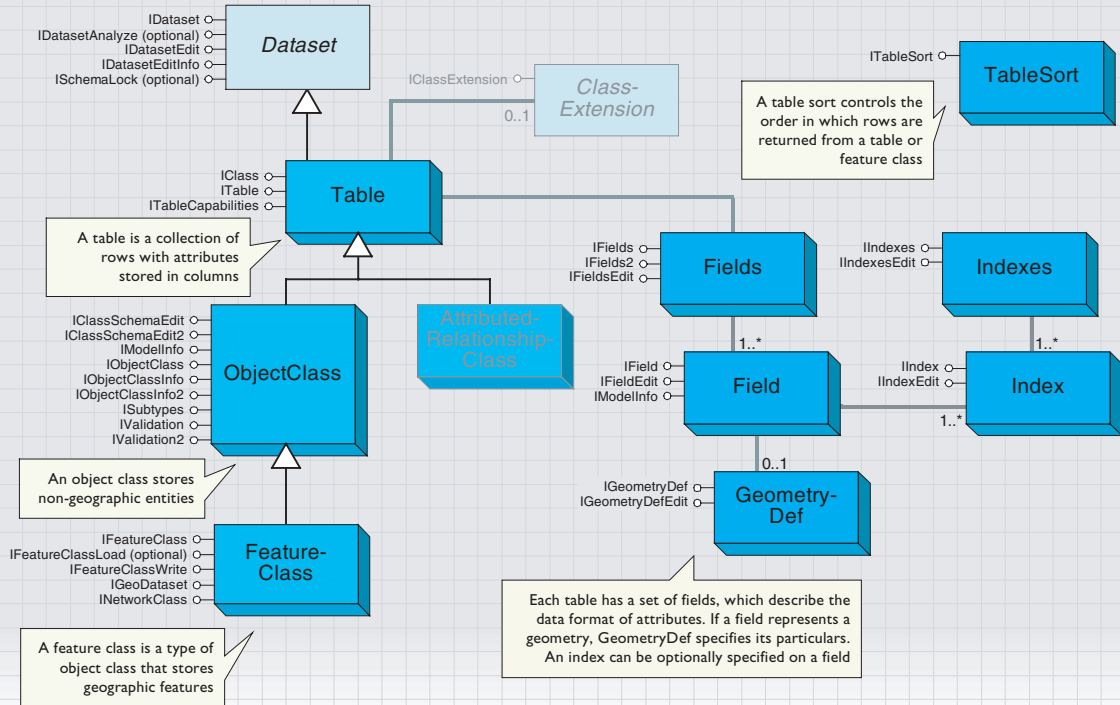 IDataset
IDatasetAnalyze (optional)
IDatasetEdit
IDatasetEditInfo
ISchemaLock (optional)
Dataset
IClassExtension
Class-
Extension
0..1
ITableSort
TableSort
A table sort controls the
order in which rows are
returned from a table or
feature class
IClass
ITable
ITableCapabilities
Table
A table is a collection of
rows with attributes
stored in columns
IFields
IFields2
IFieldsEdit
Fields
IIndexes
IIndexesEdit
Indexes
IClassSchemaEdit
IClassSchemaEdit2
IModelInfo
IObjectClass
IObjectClassInfo
IObjectClassInfo2
ISubtypes
IValidation
IValidation2
ObjectClass
Attributed-
Relationship-
Class
1..*
1..*
IField
IFieldEdit
IModelInfo
Field
IIndex
IIndexEdit
Index
1..*
An object class stores
non-geographic entities
0..1
IGeometryDef
IGeometryDefEdit
Geometry-
Def
IFeatureClass
IFeatureClassLoad (optional)
IFeatureClassWrite
IGeoDataset
INetworkClass
Feature-
Class
Each table has a set of fields, which describe the
data format of attributes. If a field represents a
geometry, GeometryDef specifies its particulars.
An index can be optionally specified on a field
A feature class is a type of
object class that stores
geographic features